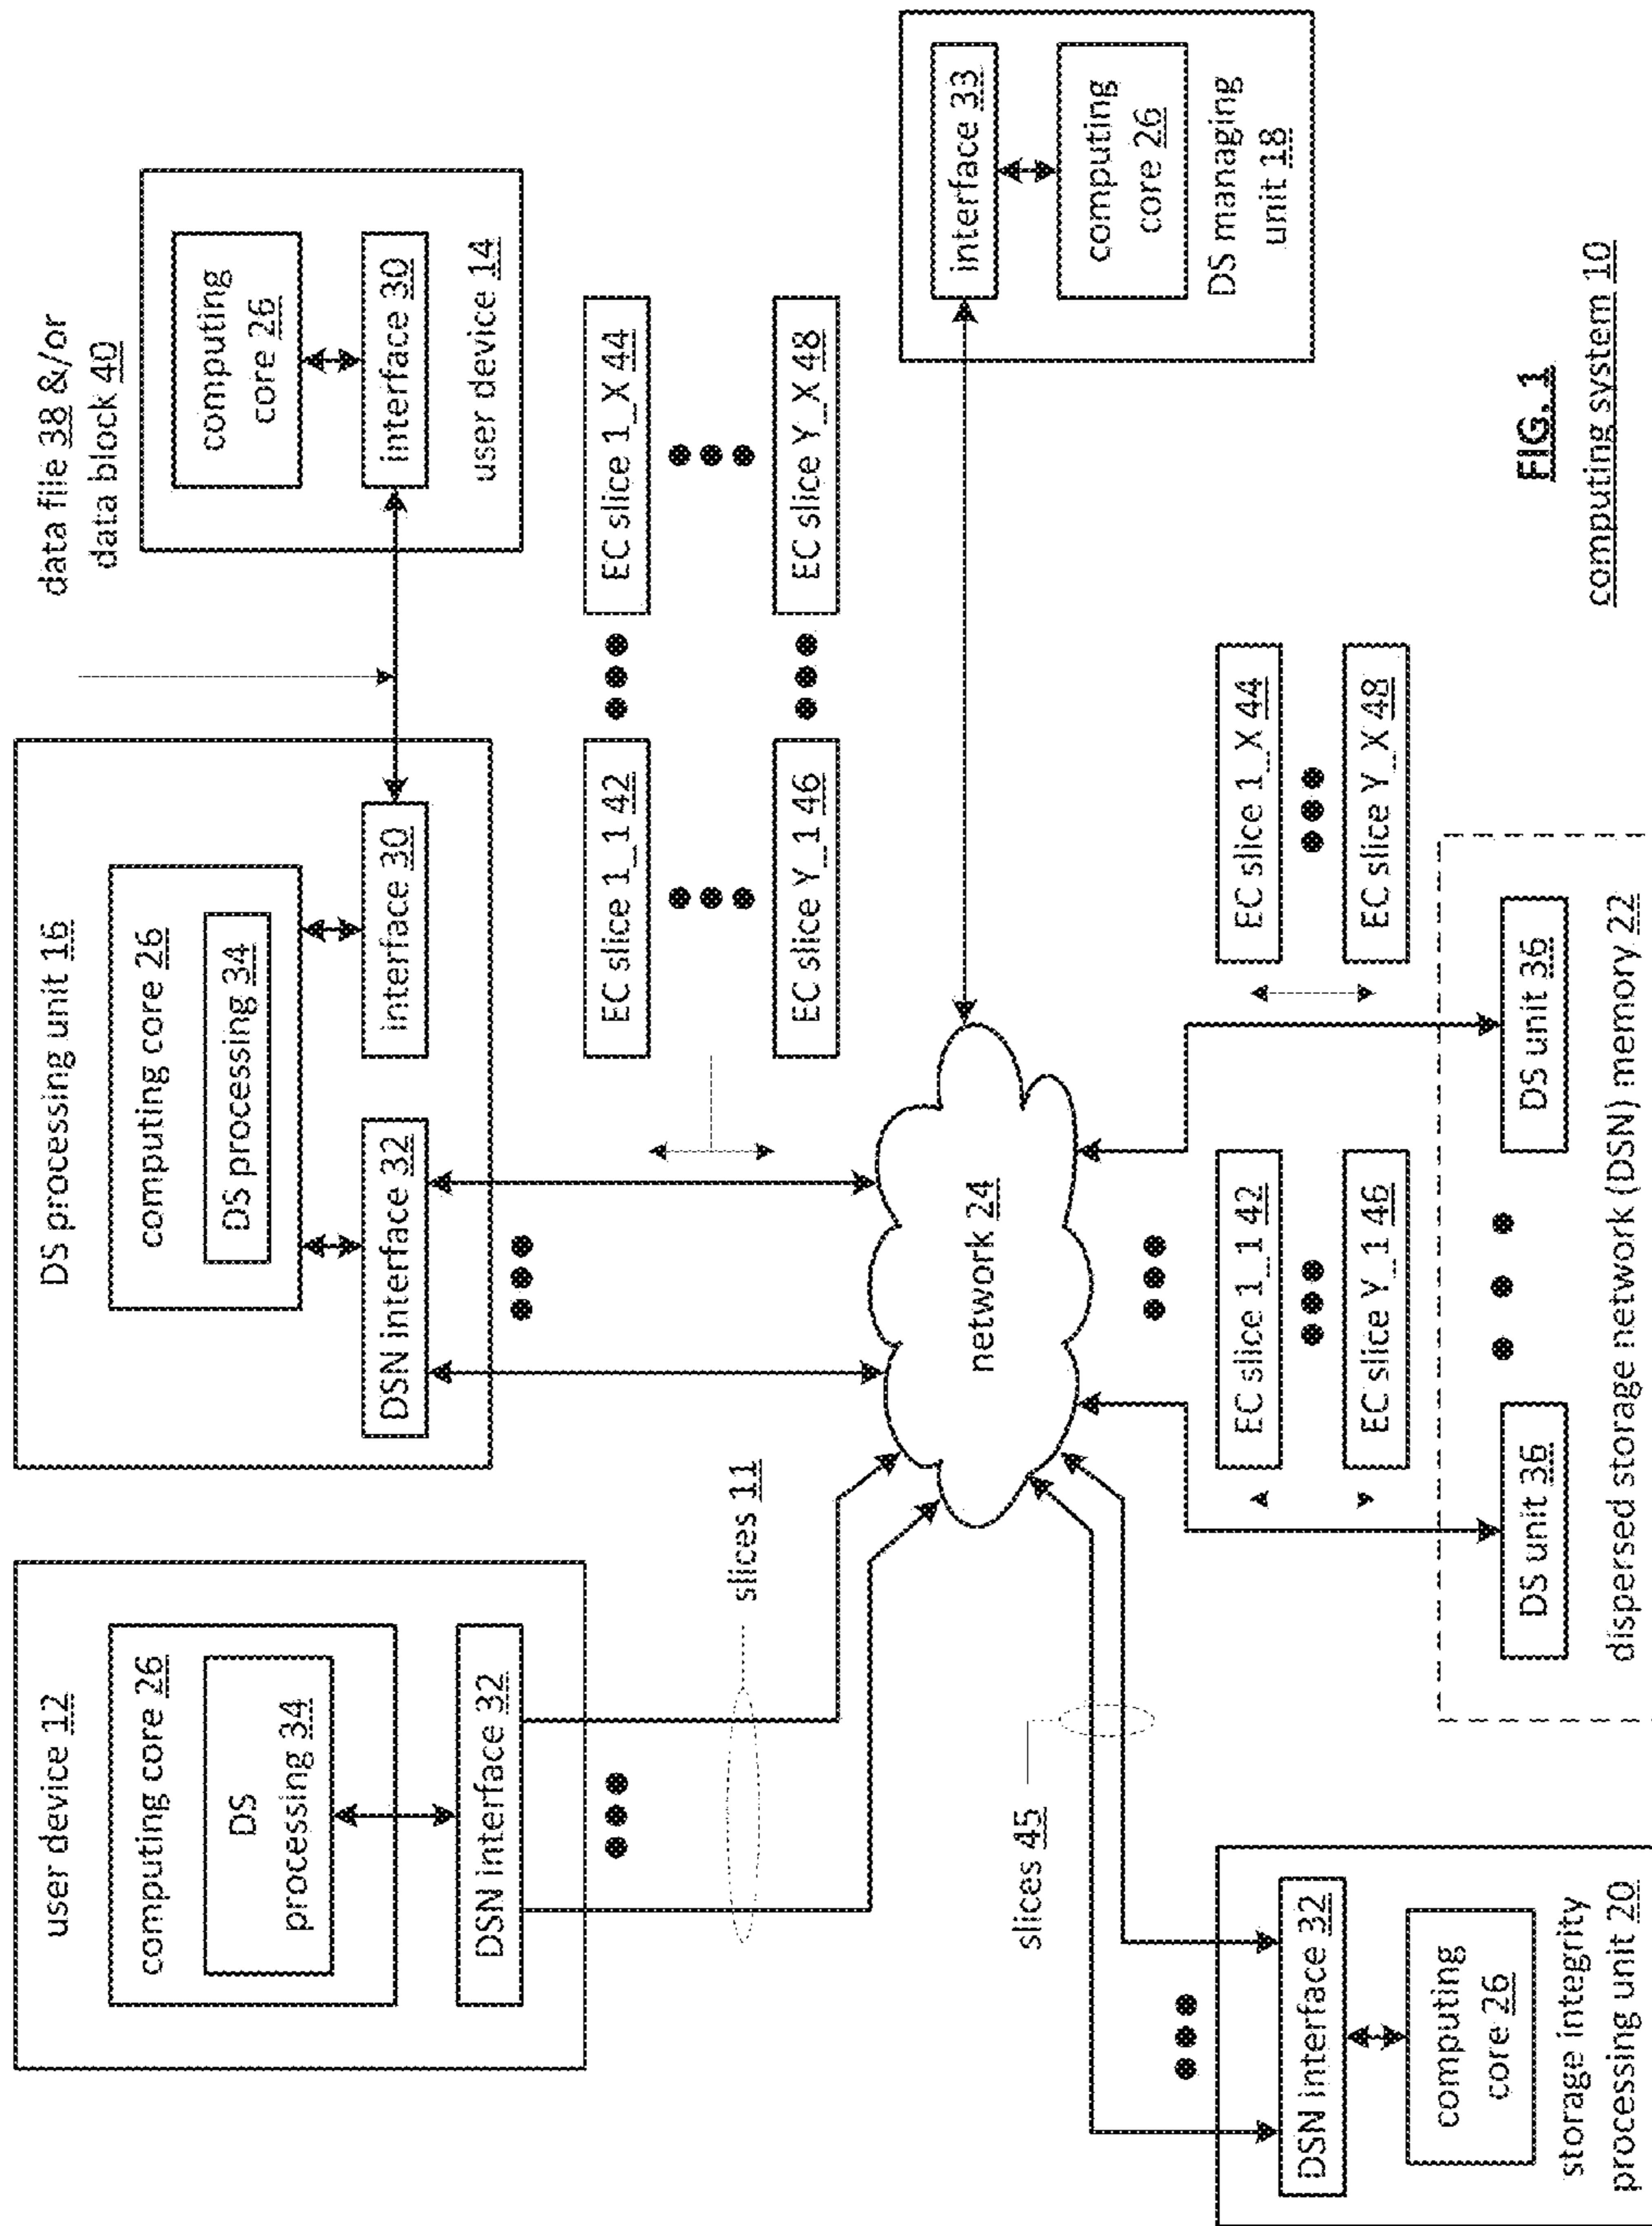 user device 12
computing core 26
DS
processing 34
DSN interface 32
slices 11
DS processing unit 16
computing core 26
DS processing 34
DSN interface 32
interface 30
data file 38 &/or
data block 40
computing
core 26
interface 30
user device 14
EC slice 1_1 42
EC slice 1_X 44
EC slice Y_1 46
EC slice Y_X 48
network 24
interface 33
computing
core 26
DS managing
unit 18
slices 45
DSN interface 32
computing
core 26
storage integrity
processing unit 20
EC slice 1_1 42
EC slice Y_1 46
EC slice 1_X 44
EC slice Y_X 48
DS unit 36
DS unit 36
dispersed storage network (DSN) memory 22
FIG. 1
computing system 10